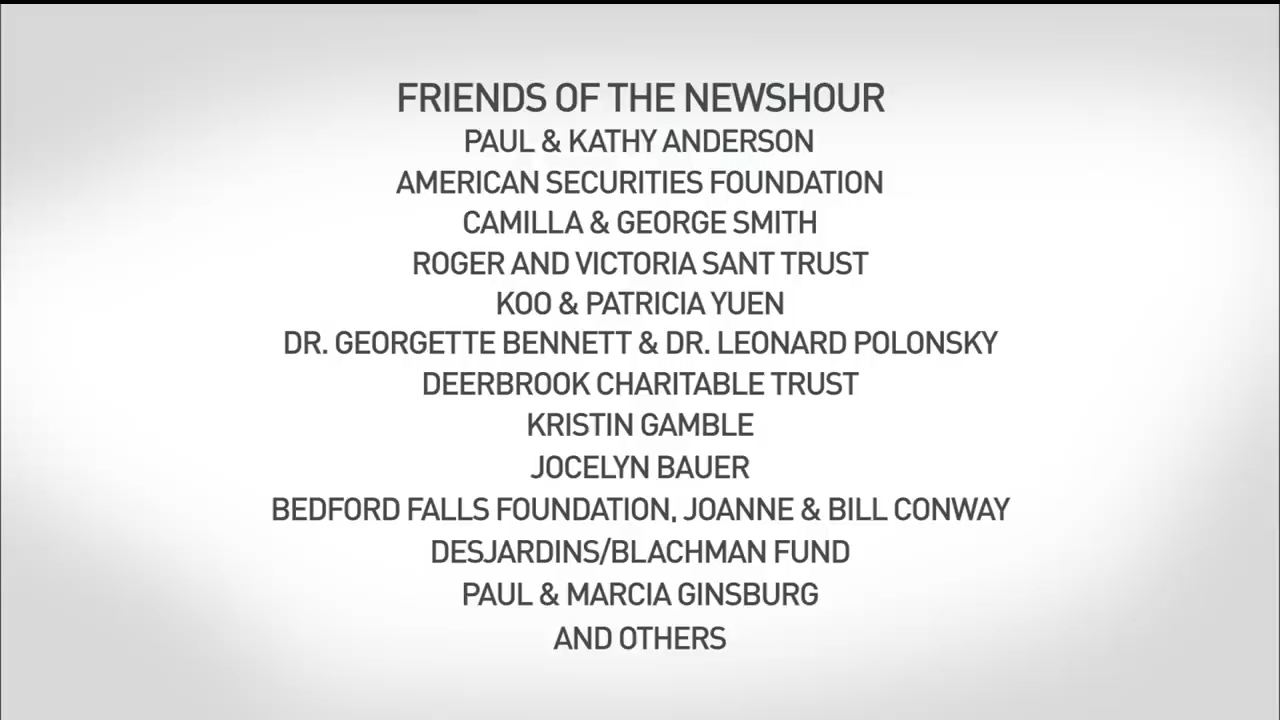 FRIENDS OF THE NEWSHOUR
PAUL & KATHY ANDERSON
AMERICAN SECURITIES FOUNDATION
CAMILLA & GEORGE SMITH
ROGER AND VICTORIA SANT TRUST
KOO & PATRICIA YUEN
DR. GEORGETTE BENNETT & DR. LEONARD POLONSKY
DEERBROOK CHARITABLE TRUST
KRISTIN GAMBLE
JOCELYN BAUER
BEDFORD FALLS FOUNDATION, JOANNE & BILL CONWAY
DESJARDINS/BLACHMAN FUND
PAUL & MARCIA GINSBURG
AND OTHERS